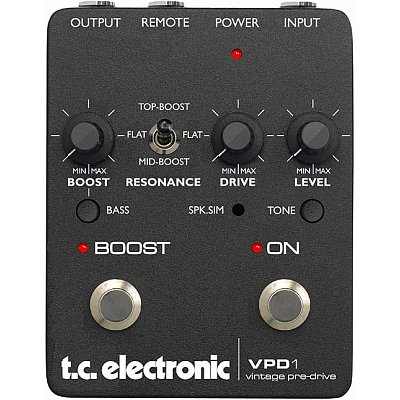 OUTPUT REMOTE POWER INPUT
TOP-BOOST
FLAT FLAT
MID-BOOST
MIN MAX MIN MAX MIN MAX
BOOST RESONANCE DRIVE LEVEL
BASS SPK.SIM TONE
BOOST ON
t.c. electronic VPD1
vintage pre-drive